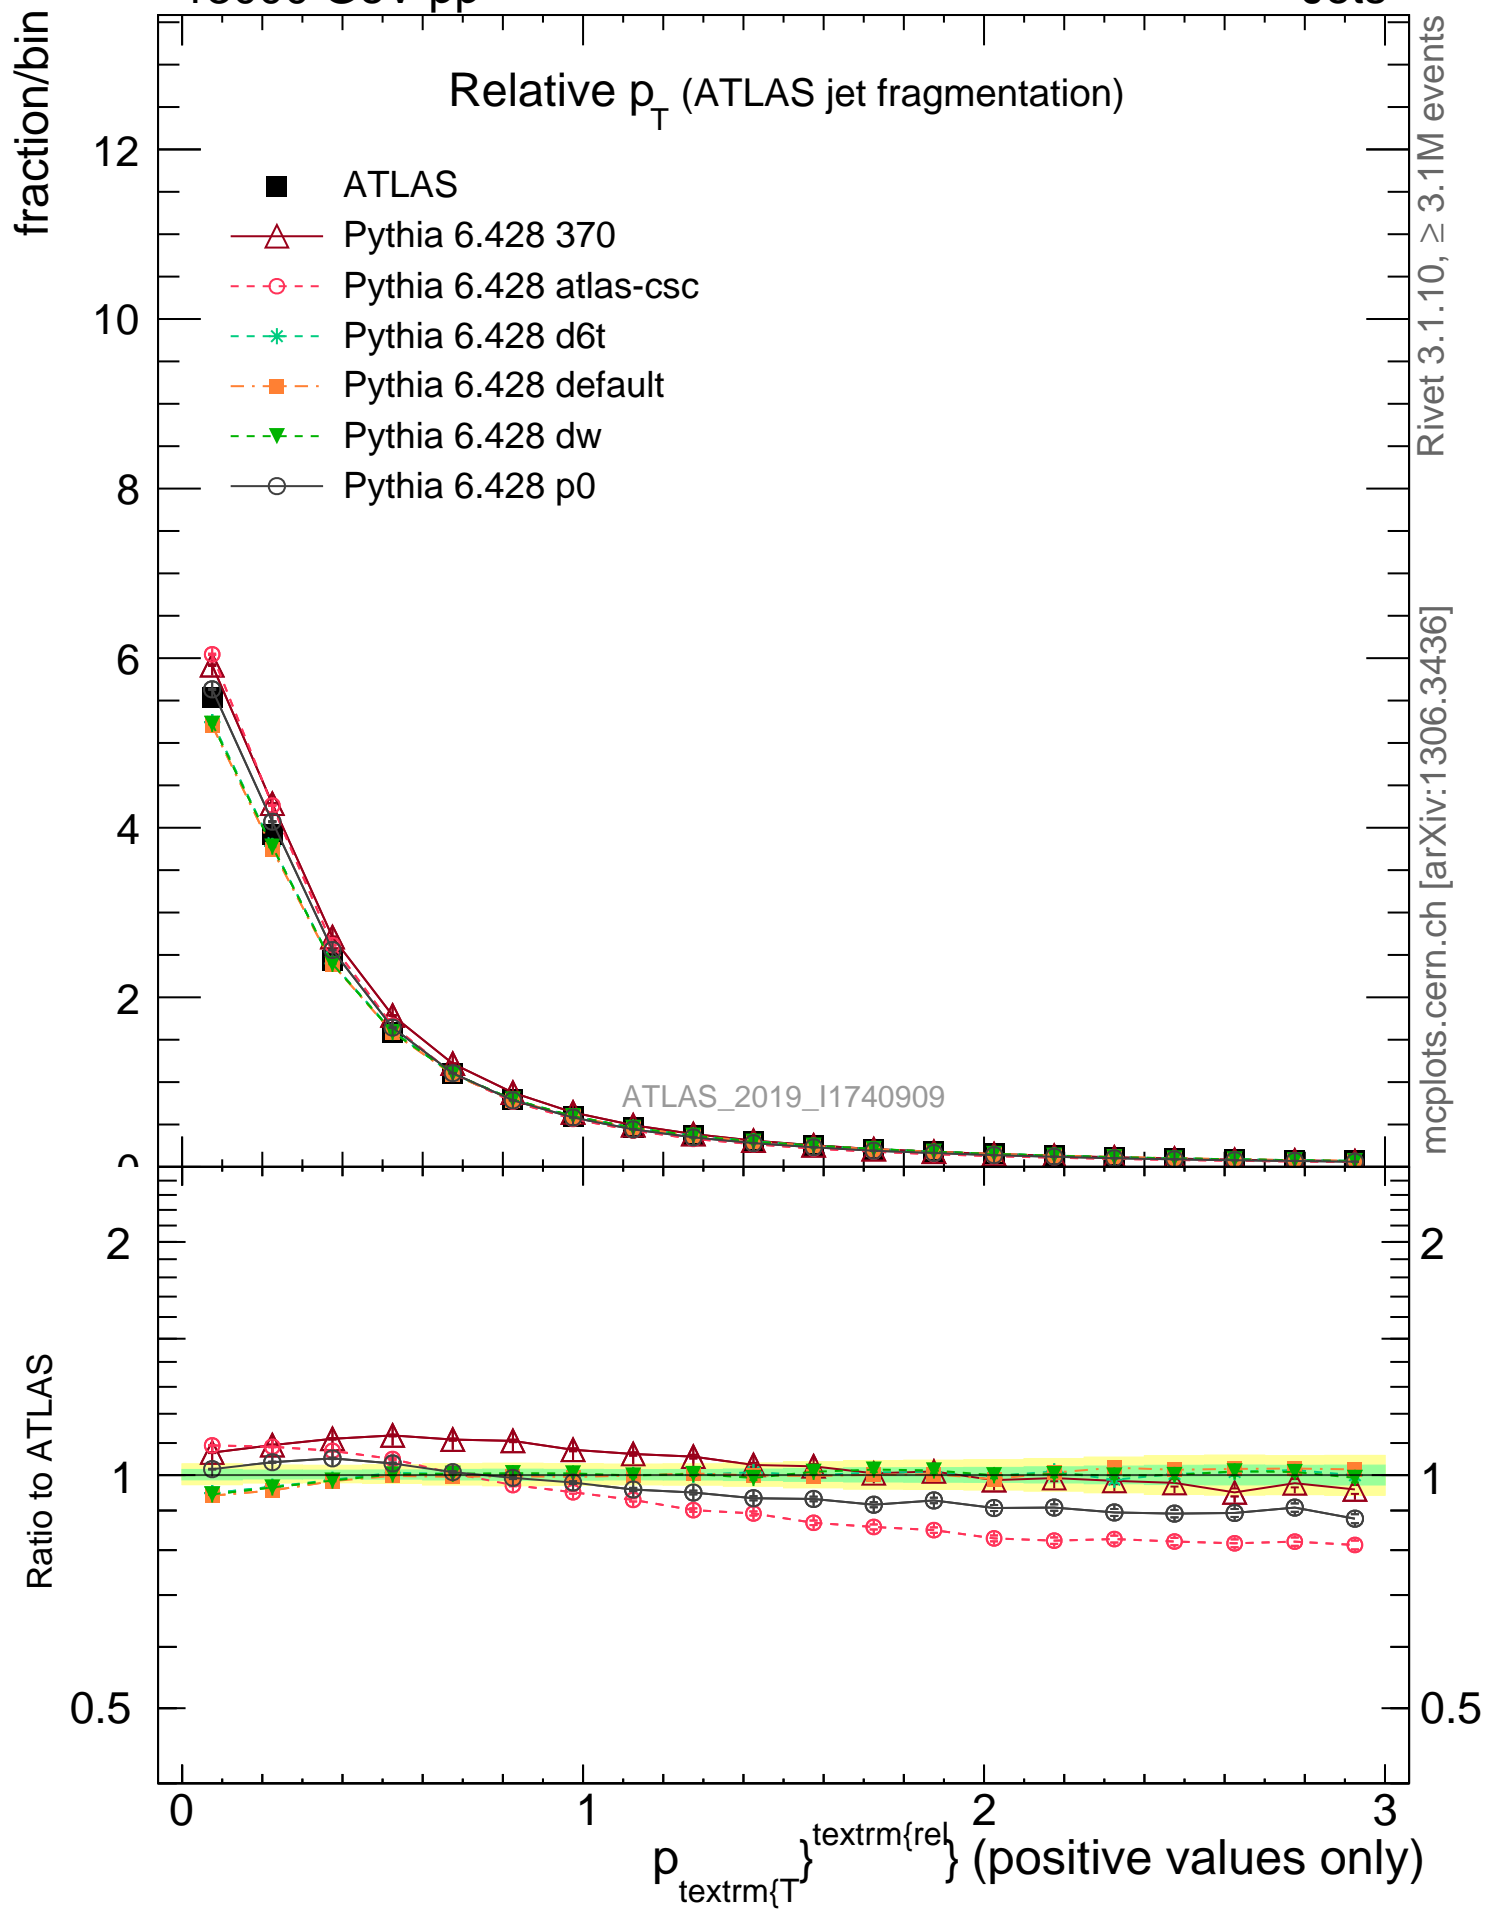 fraction/bin
Relative pT (ATLAS jet fragmentation)
ATLAS
Pythia 6.428 370
Pythia 6.428 atlas-csc
Pythia 6.428 d6t
Pythia 6.428 default
Pythia 6.428 dw
Pythia 6.428 p0
12
10
8
6
4
2
0
ATLAS_2019_I1740909
Rivet 3.1.10, ≥ 3.1M events
mcplots.cern.ch [arXiv:1306.3436]
Ratio to ATLAS
2
1
0.5
2
1
0.5
0 1 2 3
p textrm{T} textrm{rel} (positive values only)